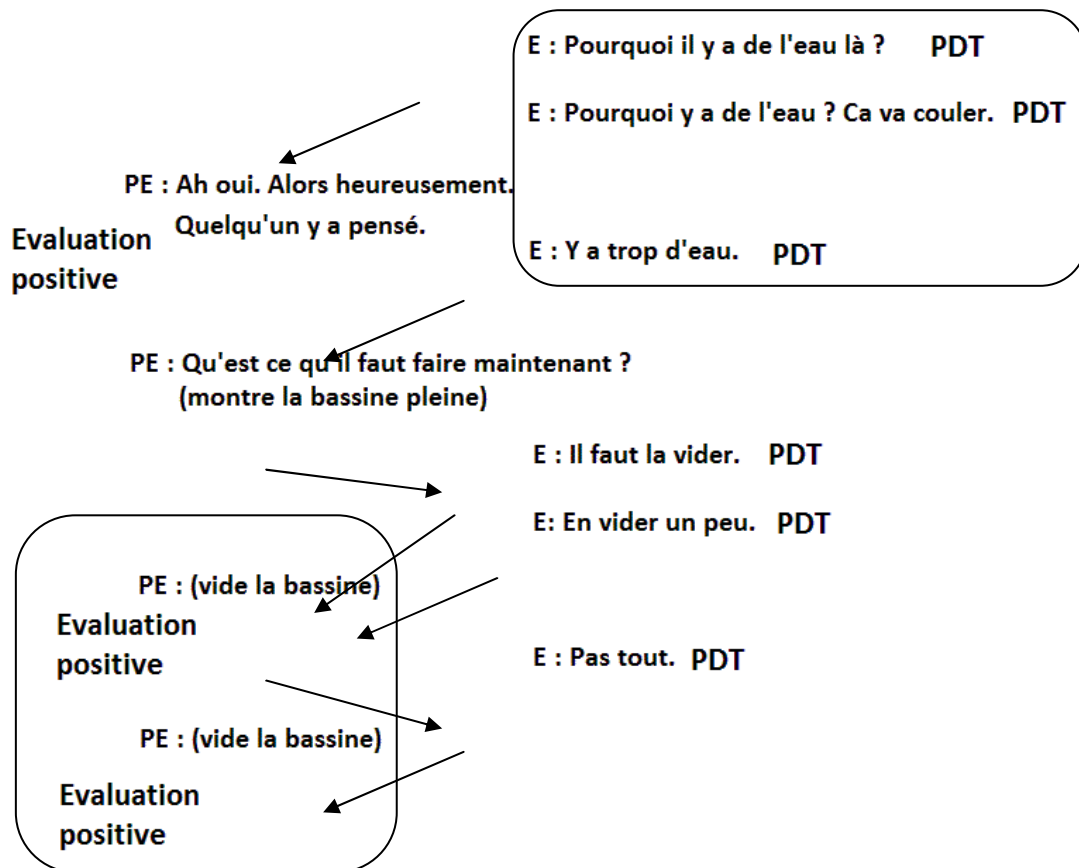 E : Pourquoi il y a de l'eau là ? PDT
E : Pourquoi y a de l'eau ? Ca va couler. PDT
PE : Ah oui. Alors heureusement.
Quelqu'un y a pensé.
Evaluation
positive
E : Y a trop d'eau. PDT
PE : Qu'est ce qu'il faut faire maintenant ?
(montre la bassine pleine)
E : Il faut la vider. PDT
E: En vider un peu. PDT
PE : (vide la bassine)
Evaluation
positive
E : Pas tout. PDT
PE : (vide la bassine)
Evaluation
positive